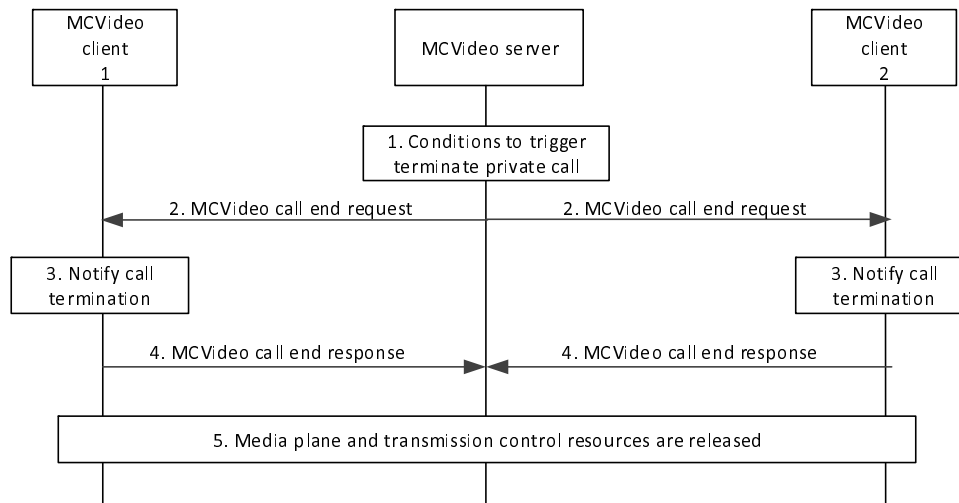 MCVideo
client
1
MCVideo server
MCVideo
client
2
1. Conditions to trigger
terminate private call
2. MCVideo call end request
2. MCVideo call end request
3. Notify call
termination
3. Notify call
termination
4. MCVideo call end response
4. MCVideo call end response
5. Media plane and transmission control resources are released